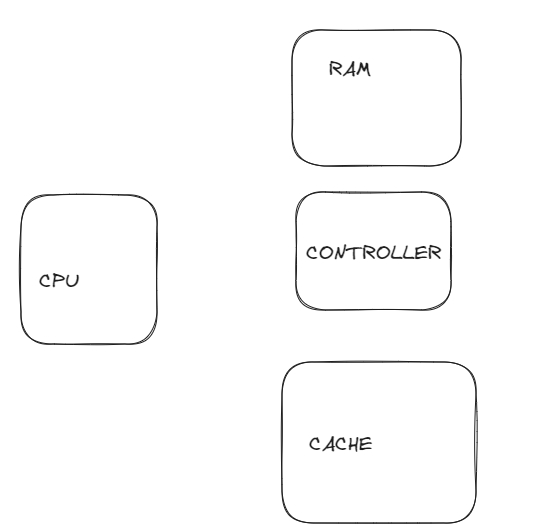 RAM
CONTROLLER
CPU
CACHE